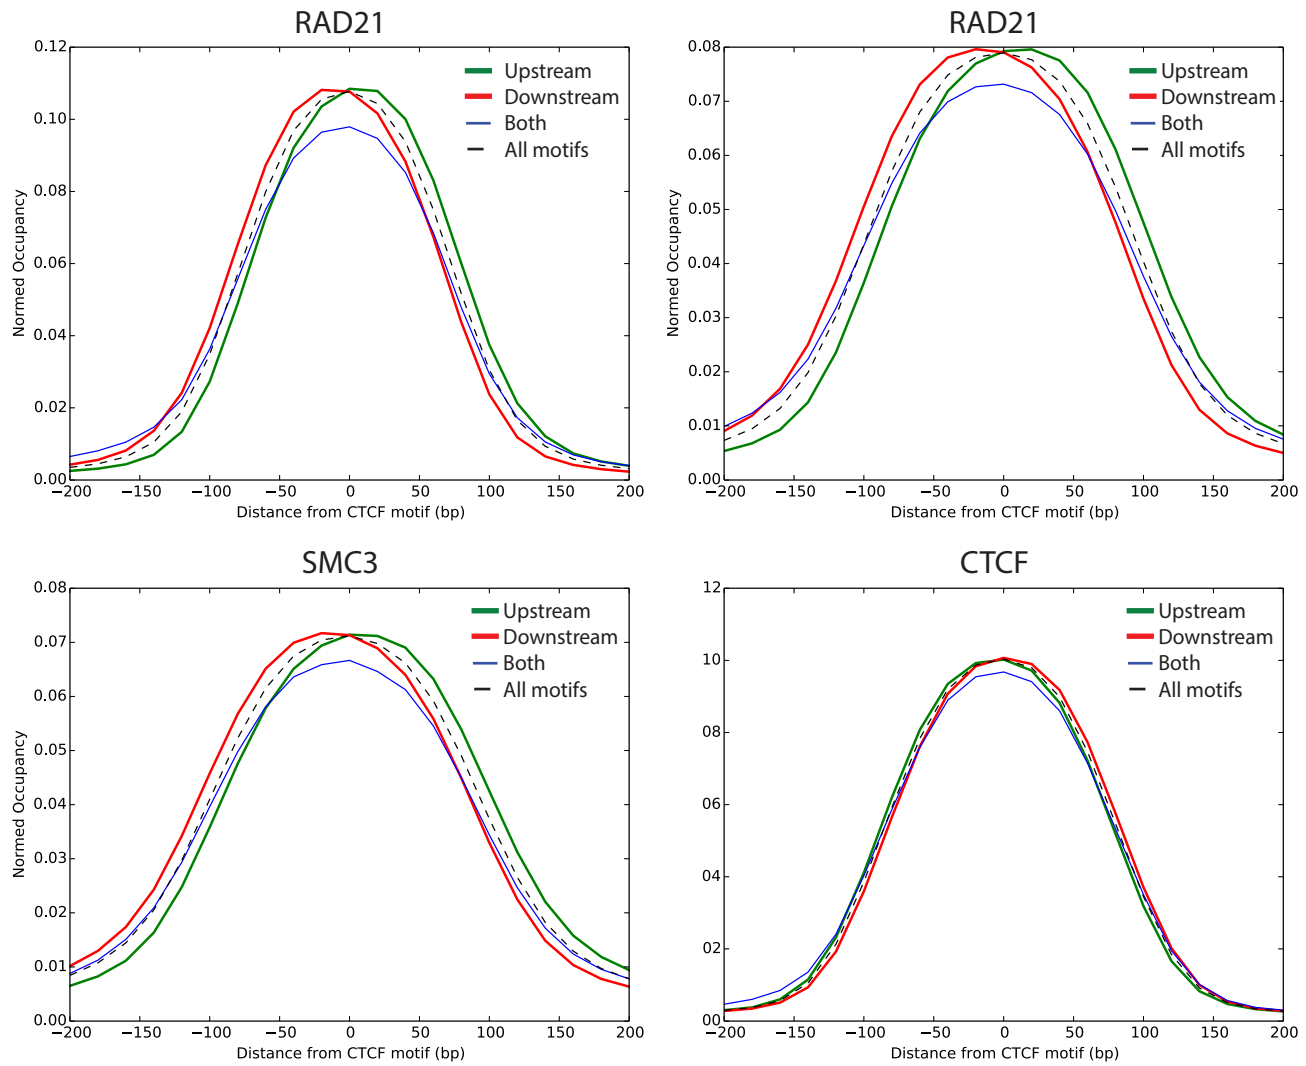 RAD21
0.12
0.10
0.08
0.06
0.04
0.02
0.00
Normed Occupancy
Upstream
Downstream
Both
All motifs
−200 −150 −100 −50 0 50 100 150 200
Distance from CTCF motif (bp)
RAD21
0.08
0.07
0.06
0.05
0.04
0.03
0.02
0.01
0.00
Normed Occupancy
Upstream
Downstream
Both
All motifs
−200 −150 −100 −50 0 50 100 150 200
Distance from CTCF motif (bp)
SMC3
0.08
0.07
0.06
0.05
0.04
0.03
0.02
0.01
0.00
Normed Occupancy
Upstream
Downstream
Both
All motifs
−200 −150 −100 −50 0 50 100 150 200
Distance from CTCF motif (bp)
CTCF
12
10
08
06
04
02
00
Upstream
Downstream
Both
All motifs
−200 −150 −100 −50 0 50 100 150 200
Distance from CTCF motif (bp)